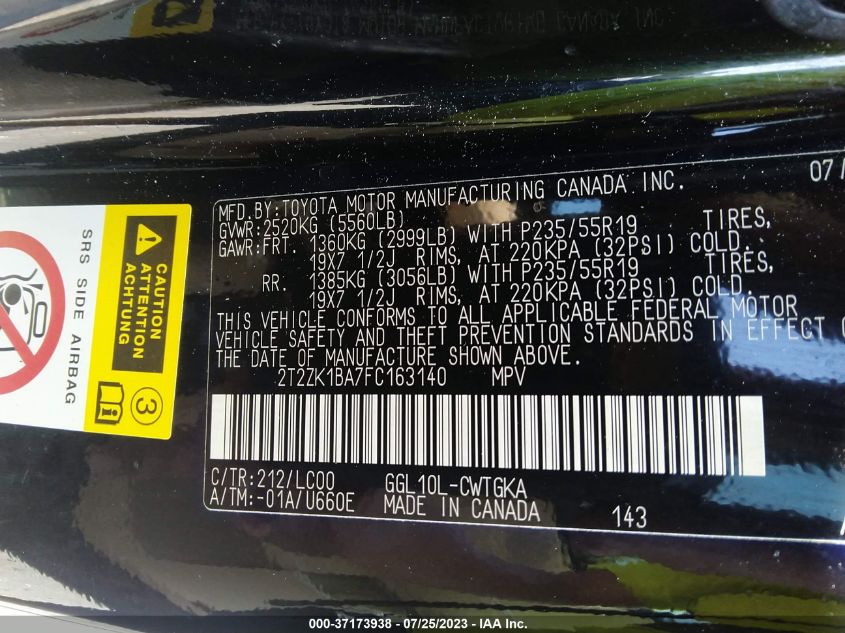 07/
MFD.BY:TOYOTA MOTOR MANUFACTURING CANADA INC.
GVWR:2520KG (5560LB)
GAWR:FRT. 1360KG (2999LB) WITH P235/55R19 TIRES,
19X7 1/2J RIMS, AT 220KPA (32PSI) COLD.
RR. 1385KG (3056LB) WITH P235/55R19 TIRES,
19X7 1/2J RIMS, AT 220KPA (32PSI) COLD.
THIS VEHICLE CONFORMS TO ALL APPLICABLE FEDERAL MOTOR
VEHICLE SAFETY AND THEFT PREVENTION STANDARDS IN EFFECT
THE DATE OF MANUFACTURE SHOWN ABOVE.
2T2ZK1BA7FC163140 MPV
C/TR:212/LC00 GGL10L-CWTGKA
A/TM:-01A/U660E MADE IN CANADA 143
SRS SIDE AIRBAG
CAUTION
ACHTUNG
3
000-37173938 - 07/25/2023 - IAA Inc.